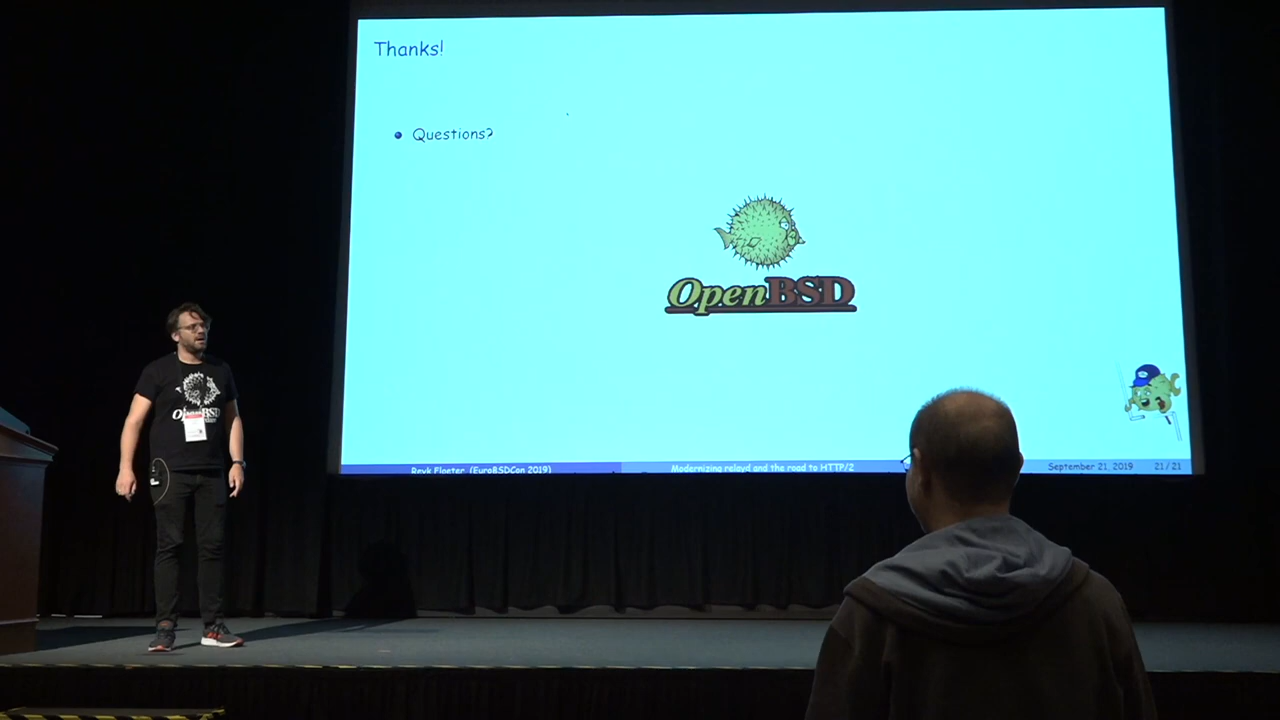 Thanks!
Questions?
OpenBSD
OpenBSD
Reyk Floeter (EuroBSDCon 2019)
Modernizing relayd and the road to HTTP/2
September 21, 2019
21 / 21